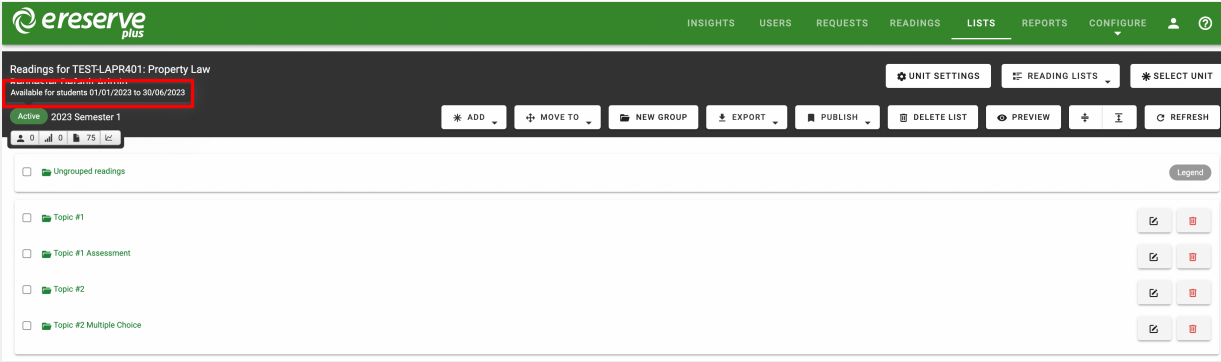 ereserve
plus
INSIGHTS USERS REQUESTS READINGS LISTS REPORTS CONFIGURE
Readings for TEST-LAPR401: Property Law
Requester Default Admin
Available for students 01/01/2023 to 30/06/2023
UNIT SETTINGS READING LISTS SELECT UNIT
Active 2023 Semester 1
ADD MOVE TO NEW GROUP EXPORT PUBLISH DELETE LIST PREVIEW REFRESH
0 0 75
Ungrouped readings Legend
Topic #1
Topic #1 Assessment
Topic #2
Topic #2 Multiple Choice